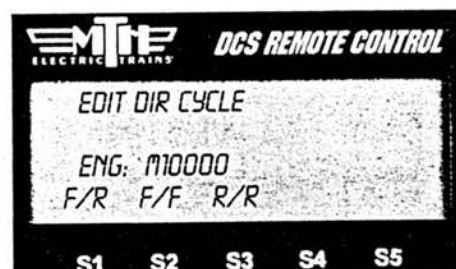 MTH
ELECTRIC TRAINS
DCS REMOTE CONTROL
EDIT DIR CYCLE
ENG: M10000
F/R F/F R/R
S1 S2 S3 S4 S5